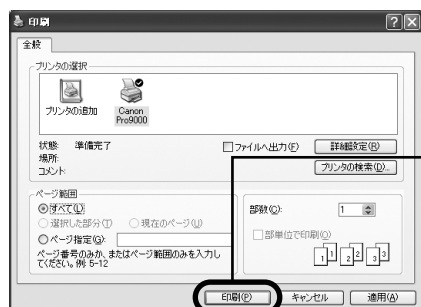 印刷
全般
プリンタの選択
プリンタの追加
Canon
Pro9000
状態: 準備完了
場所:
コメント:
ファイルへ出力(F)
詳細設定(R)
プリンタの検索(D)...
ページ範囲
すべて(L)
選択した部分(T)
現在のページ(U)
ページ指定(G):
ページ番号のみか、またはページ範囲のみを入力し
てください。例: 5-12
部数(C):
1
部単位で印刷(O)
1 1 2 2 3 3
印刷(P)
キャンセル
適用(A)